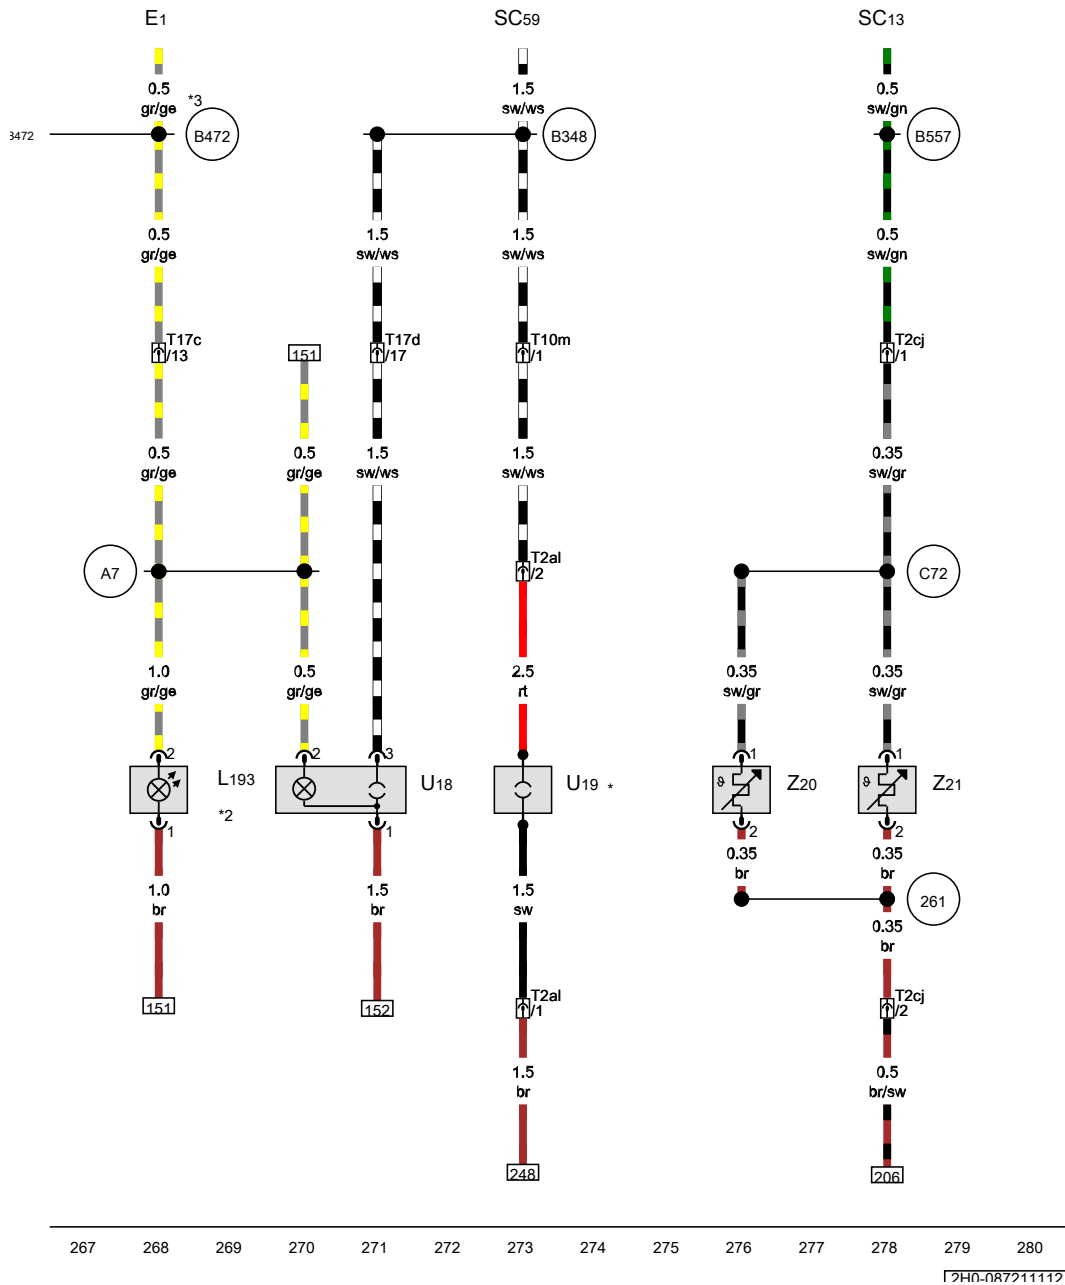 E1 SC59 SC13
0.5 gr/ge *3
1.5 sw/ws
0.5 sw/gn
B472 B348 B557
0.5 gr/ge
1.5 sw/ws
1.5 sw/ws
0.5 sw/gn
T17c /13
151
T17d /17
T10m /1
T2cj /1
0.5 gr/ge
0.5 gr/ge
1.5 sw/ws
1.5 sw/ws
0.35 sw/gr
A7
T2al /2
C72
1.0 gr/ge
0.5 gr/ge
2.5 rt
0.35 sw/gr
0.35 sw/gr
2 2 3 1 1
L193 *2
U18
U19 *
ϑ Z20
ϑ Z21
1 1 2 2
0.35 br
0.35 br
1.0 br
1.5 br
1.5 sw
261
0.35 br
151
152
T2al /1
T2cj /2
1.5 br
0.5 br/sw
248
206
267 268 269 270 271 272 273 274 275 276 277 278 279 280
2H0-087211112